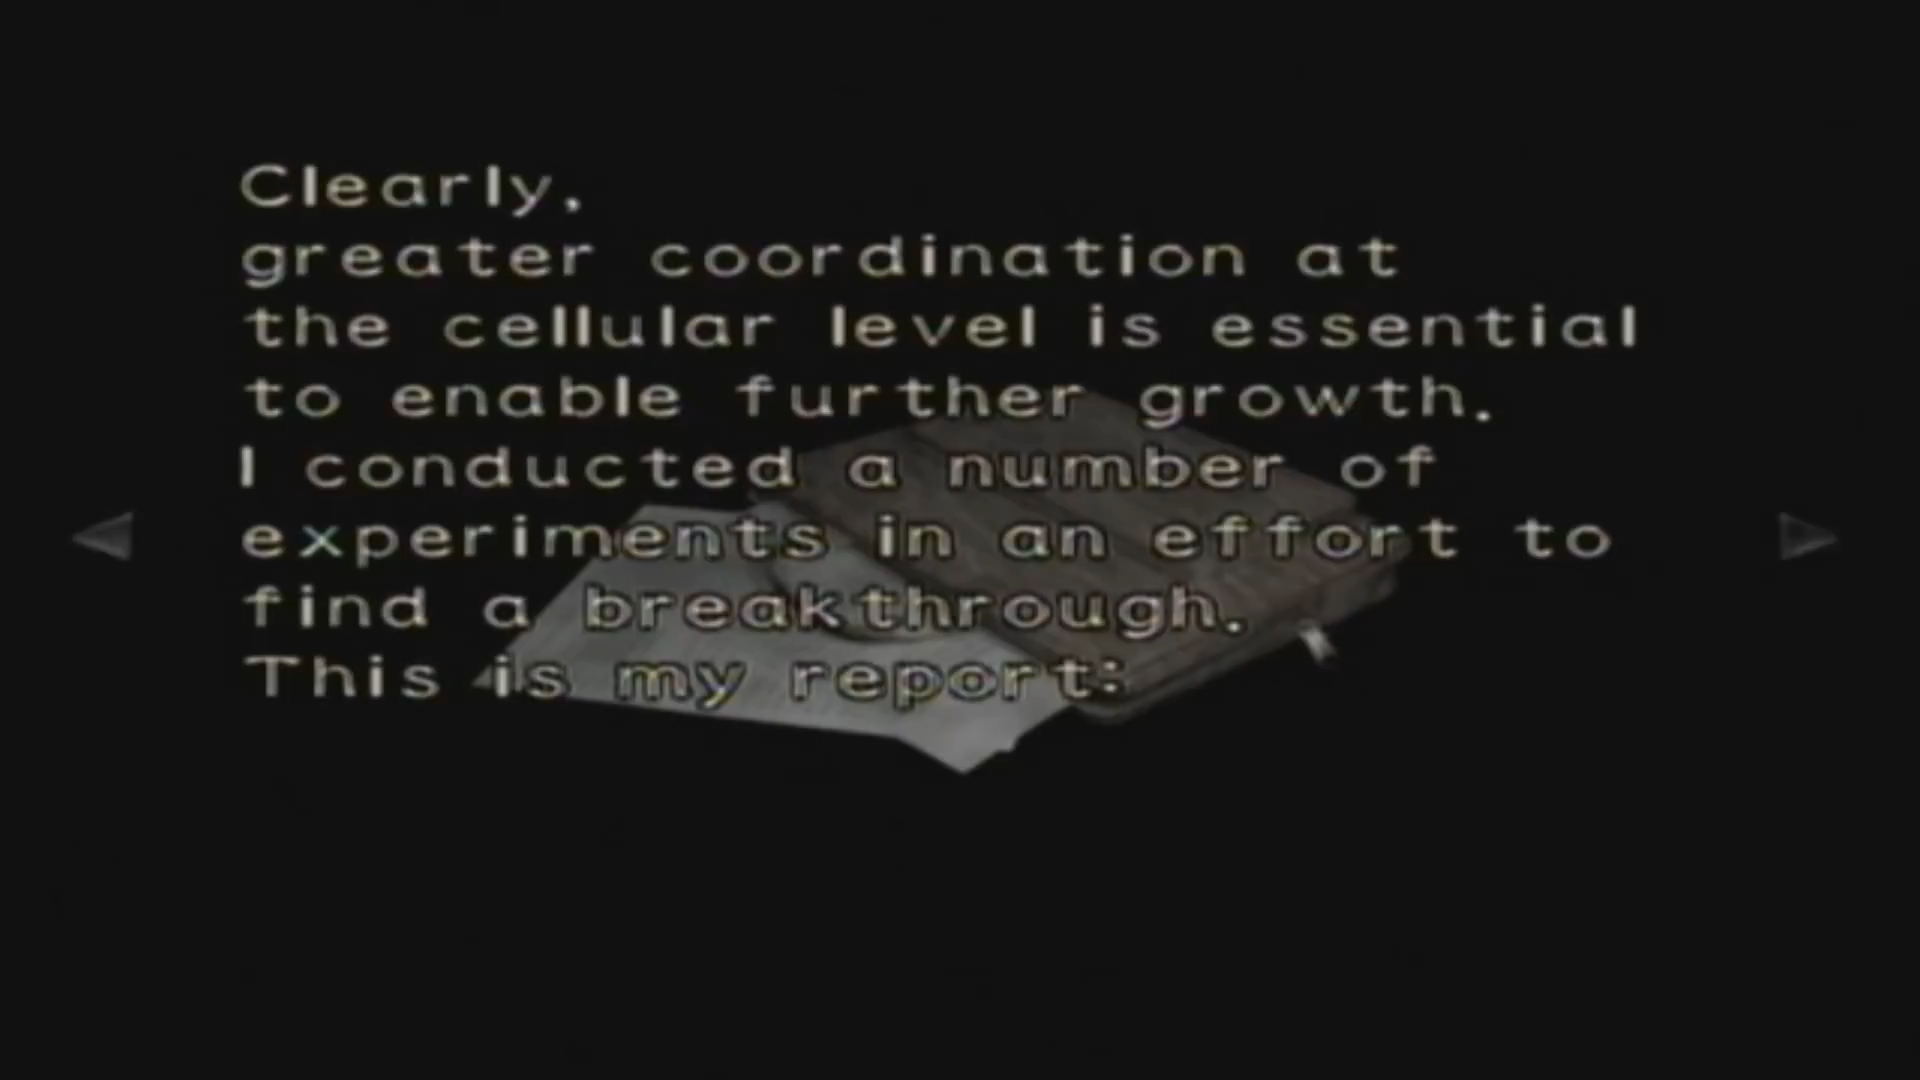 Clearly,
greater coordination at
the cellular level is essential
to enable further growth.
I conducted a number of
experiments in an effort to
find a breakthrough.
This is my report: